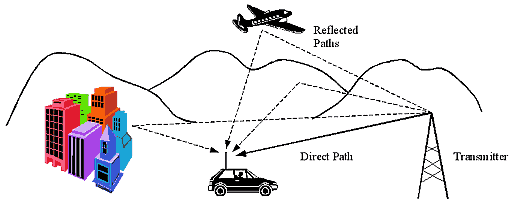 Reflected
Paths
Direct Path
Transmitter